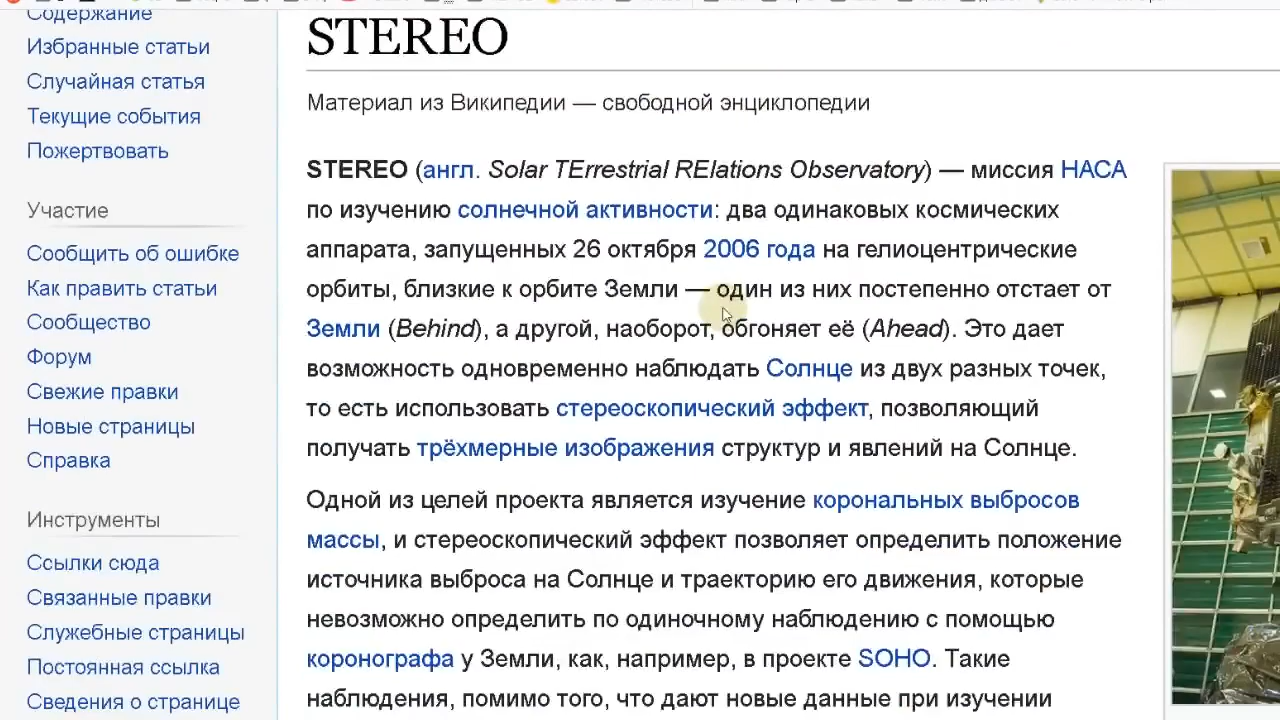 Содержание
Избранные статьи
Случайная статья
Текущие события
Пожертвовать
Участие
Сообщить об ошибке
Как править статьи
Сообщество
Форум
Свежие правки
Новые страницы
Справка
Инструменты
Ссылки сюда
Связанные правки
Служебные страницы
Постоянная ссылка
Сведения о странице
STEREO
Материал из Википедии — свободной энциклопедии
STEREO (англ. Solar TErrestrial RElations Observatory) — миссия НАСА
по изучению солнечной активности: два одинаковых космических
аппарата, запущенных 26 октября 2006 года на гелиоцентрические
орбиты, близкие к орбите Земли — один из них постепенно отстает от
Земли (Behind), а другой, наоборот, обгоняет её (Ahead). Это дает
возможность одновременно наблюдать Солнце из двух разных точек,
то есть использовать стереоскопический эффект, позволяющий
получать трёхмерные изображения структур и явлений на Солнце.
Одной из целей проекта является изучение корональных выбросов
массы, и стереоскопический эффект позволяет определить положение
источника выброса на Солнце и траекторию его движения, которые
невозможно определить по одиночному наблюдению с помощью
коронографа у Земли, как, например, в проекте SOHO. Такие
наблюдения, помимо того, что дают новые данные при изучении